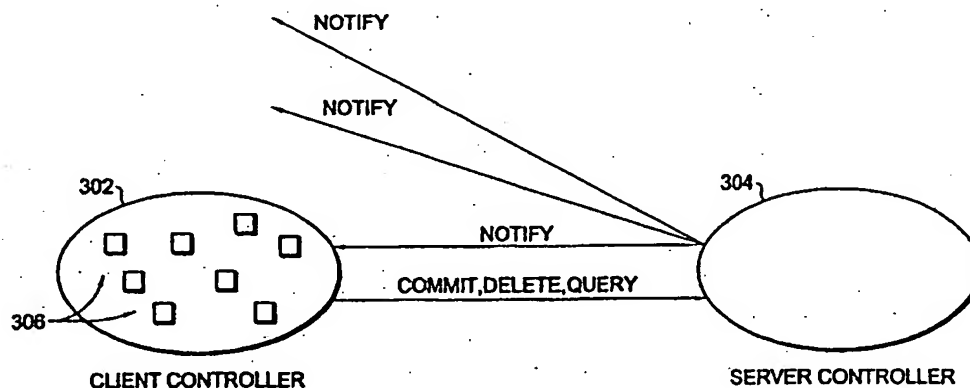 NOTIFY
NOTIFY
302
304
NOTIFY
COMMIT,DELETE,QUERY
306
CLIENT CONTROLLER
SERVER CONTROLLER